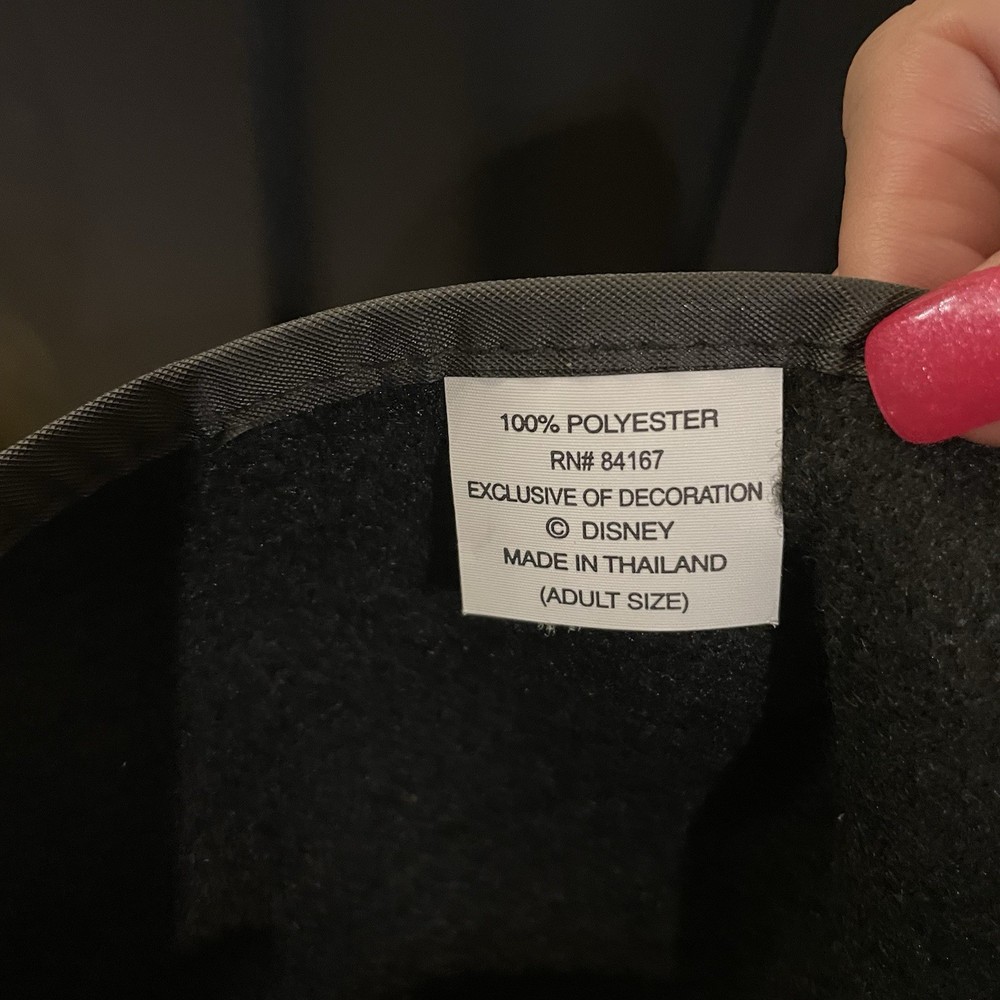 100% POLYESTER
RN# 84167
EXCLUSIVE OF DECORATION
© DISNEY
MADE IN THAILAND
(ADULT SIZE)